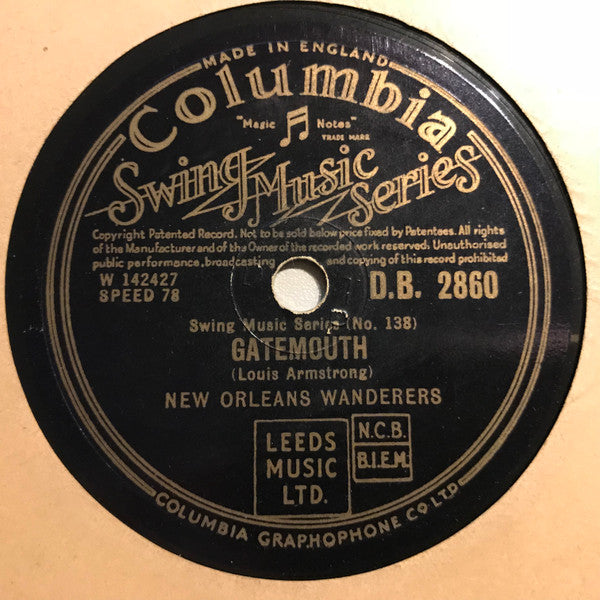 MADE IN ENGLAND
Columbia
"Magic Notes"
TRADE MARK
Swing Music Series
Copyright Patented Record. Not to be sold below price fixed by Patentees. All rights
of the Manufacturer and of the Owner of the recorded work reserved. Unauthorised
public performance, broadcasting and copying of this record prohibited
W 142427
SPEED 78
D.B. 2860
Swing Music Series (No. 138)
GATEMOUTH
(Louis Armstrong)
NEW ORLEANS WANDERERS
LEEDS
MUSIC
LTD.
N.C.B.
B.I.E.M.
COLUMBIA GRAPHOPHONE CO LTD